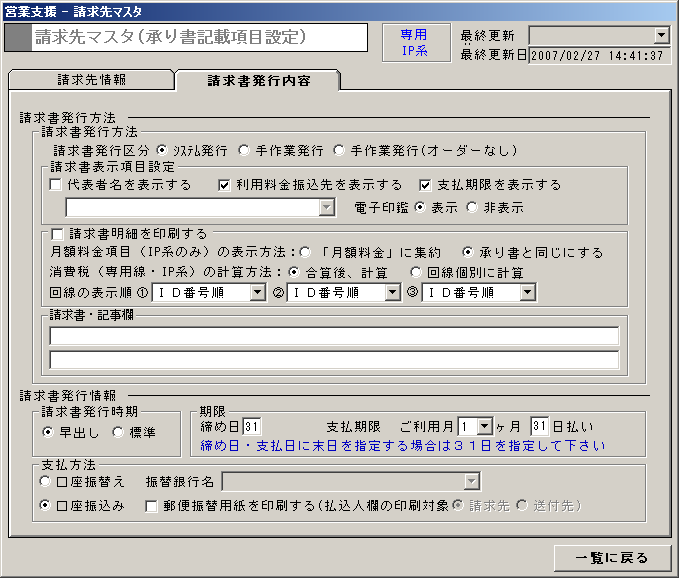 営業支援 - 請求先マスタ
請求先マスタ(承り書記載項目設定)
専用
IP系
最終更新
最終更新日 2007/02/27 14:41:37
請求先情報 請求書発行内容
請求書発行方法
請求書発行方法
請求書発行区分 システム発行 手作業発行 手作業発行(オーダーなし)
請求書表示項目設定
代表者名を表示する 利用料金振込先を表示する 支払期限を表示する
電子印鑑 表示 非表示
請求書明細を印刷する
月額料金項目(IP系のみ)の表示方法: 「月額料金」に集約 承り書と同じにする
消費税(専用線・IP系)の計算方法: 合算後、計算 回線個別に計算
回線の表示順 ① ID番号順 ② ID番号順 ③ ID番号順
請求書・記事欄
請求書発行情報
請求書発行時期
早出し 標準
期限
締め日 31 支払期限 ご利用月 1 ヶ月 31 日払い
締め日・支払日に末日を指定する場合は31日を指定して下さい
支払方法
口座振替え 振替銀行名
口座振込み 郵便振替用紙を印刷する(払込人欄の印刷対象 請求先 送付先)
一覧に戻る